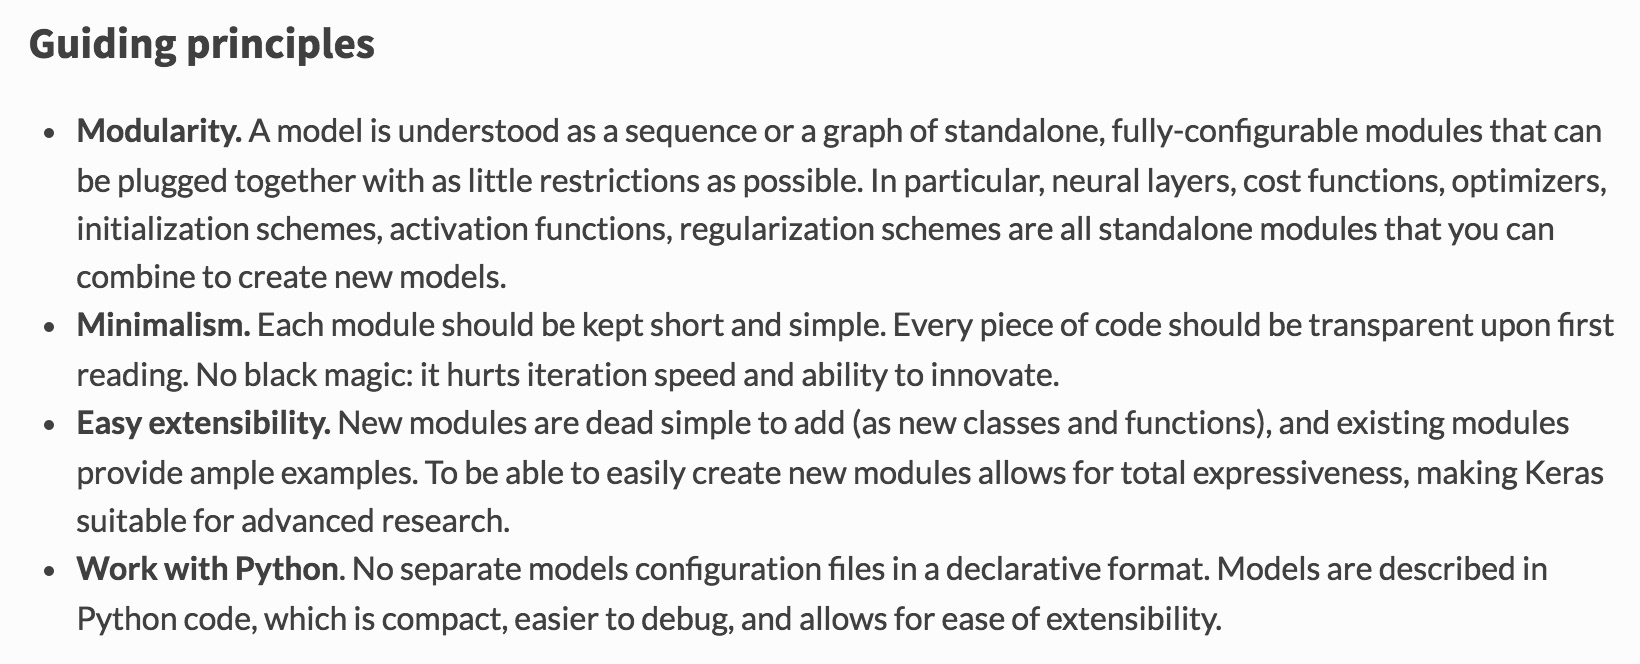 Guiding principles
• Modularity. A model is understood as a sequence or a graph of standalone, fully-configurable modules that can
be plugged together with as little restrictions as possible. In particular, neural layers, cost functions, optimizers,
initialization schemes, activation functions, regularization schemes are all standalone modules that you can
combine to create new models.
• Minimalism. Each module should be kept short and simple. Every piece of code should be transparent upon first
reading. No black magic: it hurts iteration speed and ability to innovate.
• Easy extensibility. New modules are dead simple to add (as new classes and functions), and existing modules
provide ample examples. To be able to easily create new modules allows for total expressiveness, making Keras
suitable for advanced research.
• Work with Python. No separate models configuration files in a declarative format. Models are described in
Python code, which is compact, easier to debug, and allows for ease of extensibility.